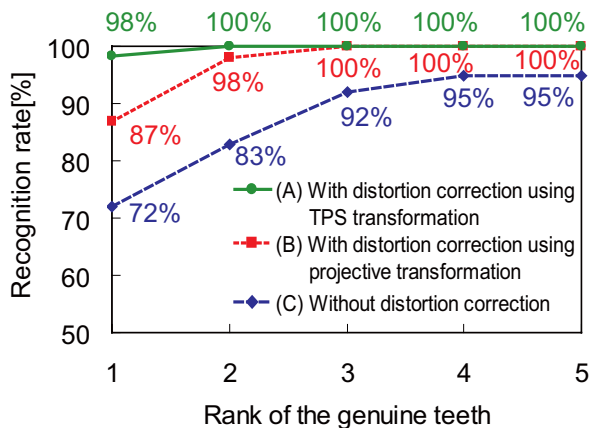 98% 100% 100% 100% 100%
100
98% 100% 100% 100%
90
95% 95%
87%
92%
83%
80
72%
70
60
50
(A) With distortion correction using
TPS transformation
(B) With distortion correction using
projective transformation
(C) Without distortion correction
Recognition rate[%]
1 2 3 4 5
Rank of the genuine teeth